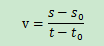 v = (s − s₀) / (t − t₀)